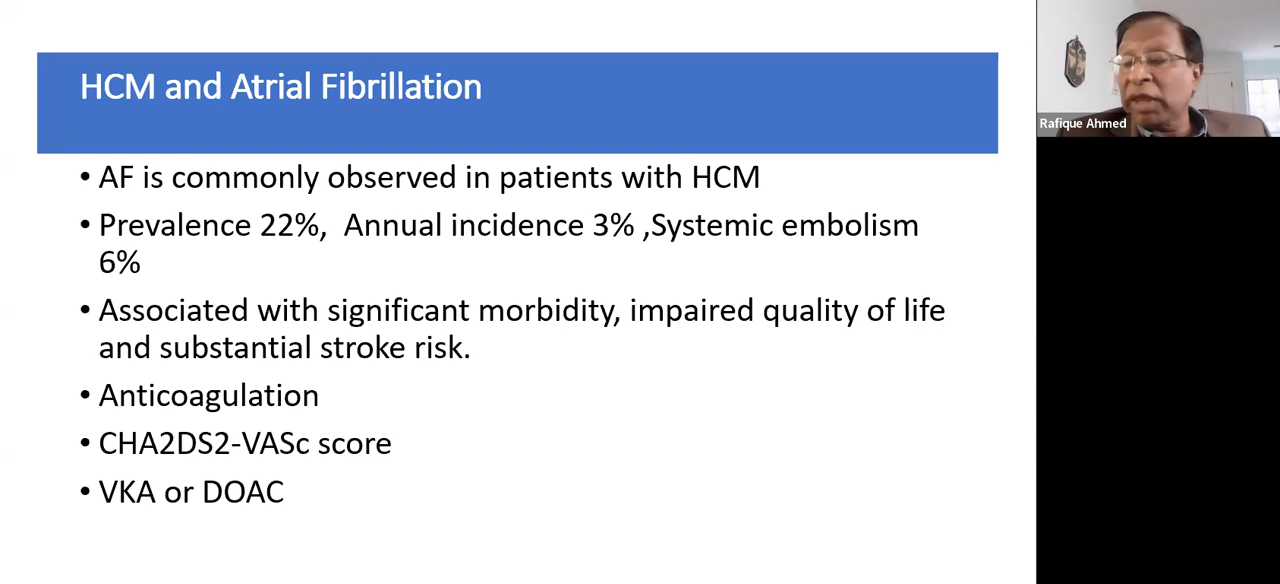 HCM and Atrial Fibrillation
• AF is commonly observed in patients with HCM
• Prevalence 22%,  Annual incidence 3% ,Systemic embolism
6%
• Associated with significant morbidity, impaired quality of life
and substantial stroke risk.
• Anticoagulation
• CHA2DS2-VASc score
• VKA or DOAC
Rafique Ahmed